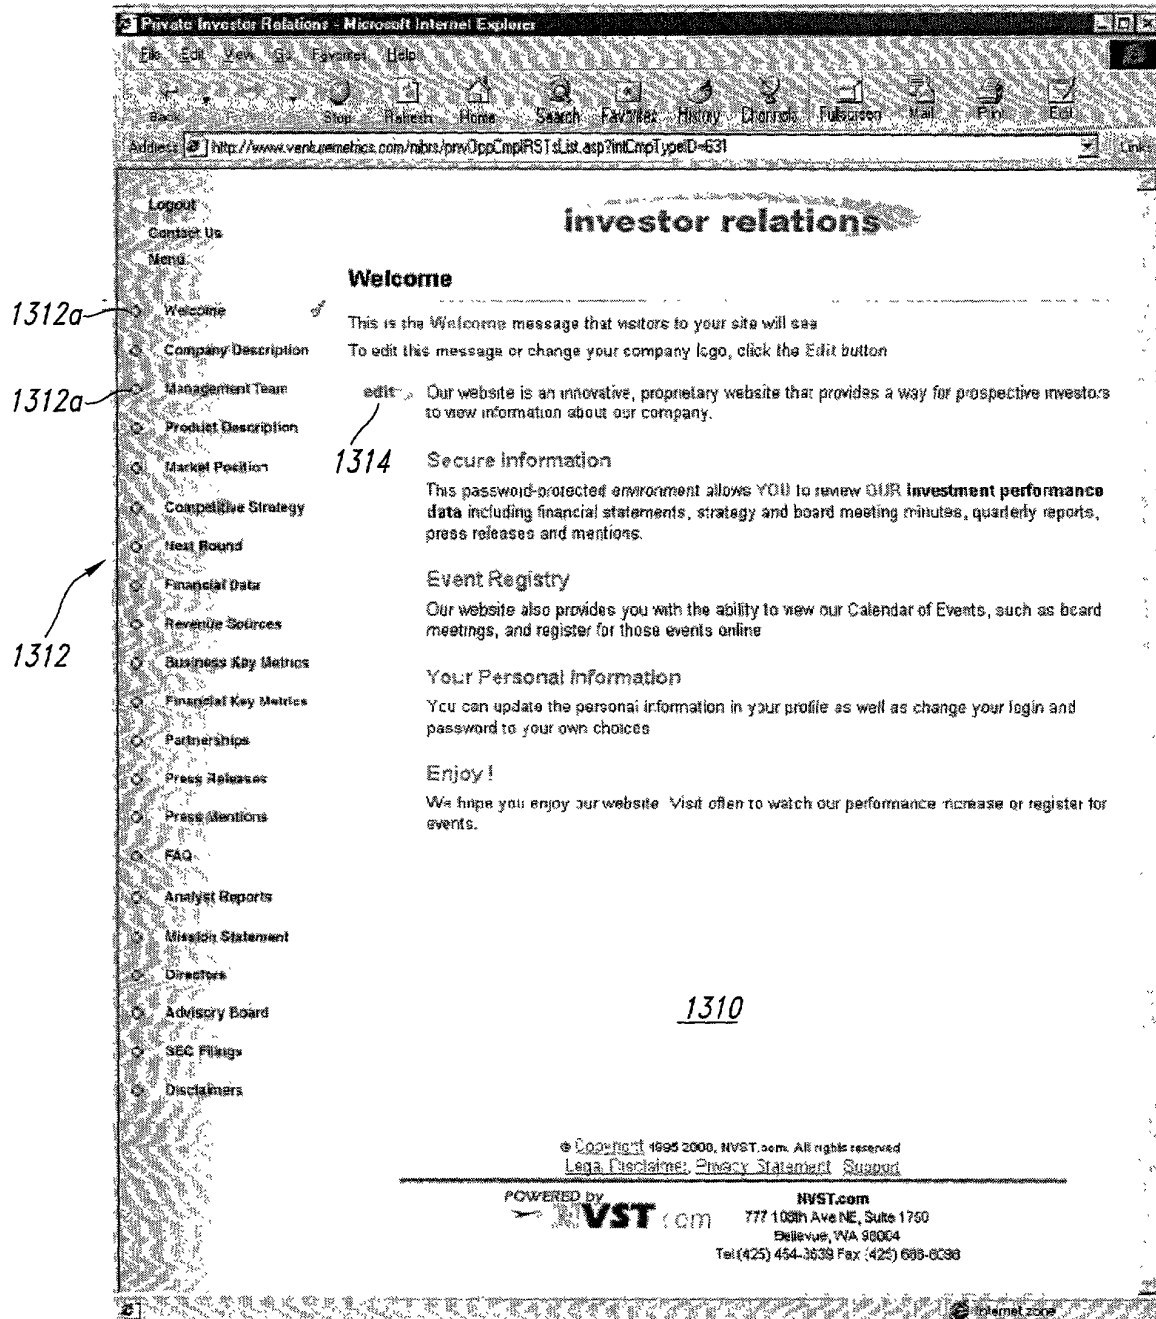 Private Investor Relations - Microsoft Internet Explorer
File Edit View Go Favorites Help
Back Stop Refresh Home Search Favorites History Channels Fullscreen Mail Print Edit
Address http://www.venturemetrics.com/mbrs/ Links
Logout
Contact Us
Menu
investor relations
Welcome
1312a
Welcome
This is the Welcome message that visitors to your site will see
Company Description
To edit this message or change your company logo, click the Edit button
1312a
Management Team
edit
Our website is an innovative, proprietary website that provides a way for prospective investors
to view information about our company.
Product Description
1314
Market Position
Secure Information
Competitive Strategy
This password-protected environment allows YOU to review OUR investment performance
data including financial statements, strategy and board meeting minutes, quarterly reports,
press releases and mentions.
Next Round
Financial Data
Event Registry
Our website also provides you with the ability to view our Calendar of Events, such as board
meetings, and register for those events online
Revenue Sources
1312
Business Key Metrics
Your Personal Information
Financial Key Metrics
You can update the personal information in your profile as well as change your login and
password to your own choices
Partnerships
Press Releases
Enjoy !
Press Mentions
We hope you enjoy our website. Visit often to watch our performance increase or register for
events.
FAQ
Analyst Reports
Mission Statement
Directors
Advisory Board
1310
SEC Filings
Disclaimers
© Copyright 1995 2000, NVST.com. All rights reserved
Legal Disclaimer, Privacy Statement Support
POWERED by
NVST.com
NVST.com
777 108th Ave NE, Suite 1750
Bellevue, WA 98004
Tel (425) 454-3639 Fax (425)
Internet zone